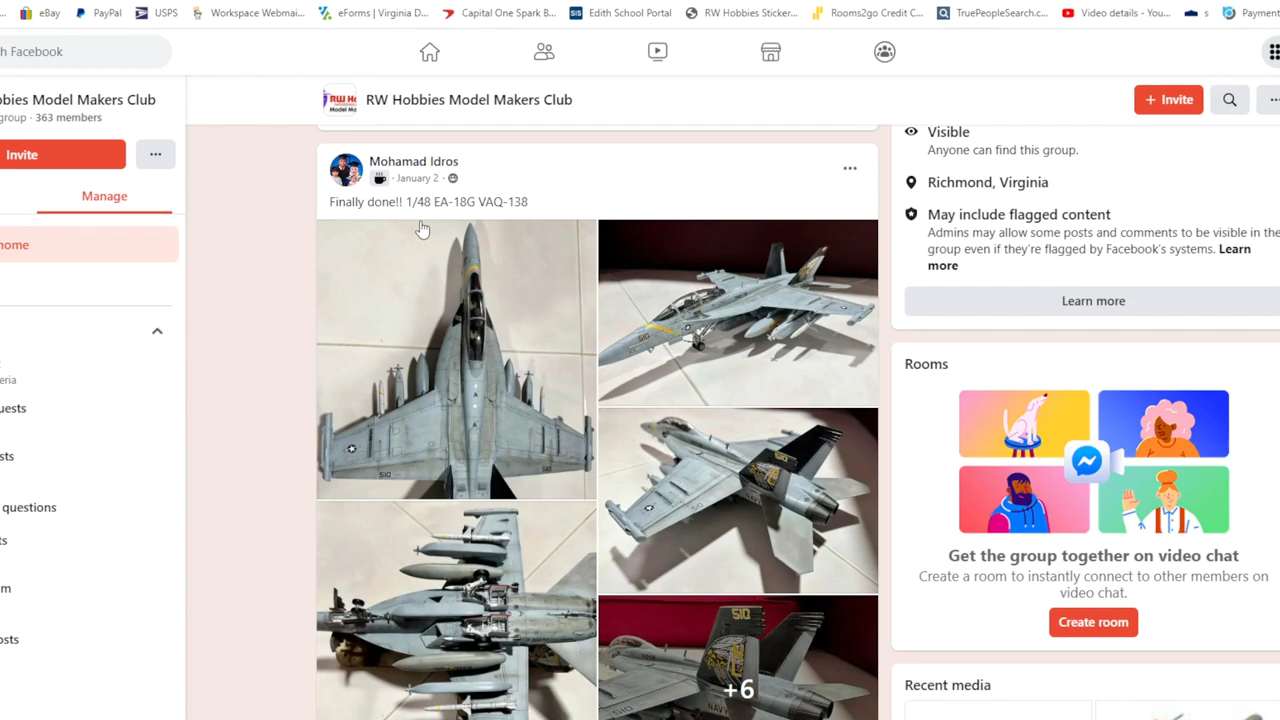 eBay
PayPal
USPS
Workspace Webmai...
eForms | Virginia D...
Capital One Spark B...
Edith School Portal
RW Hobbies Sticker...
Rooms2go Credit C...
TruePeopleSearch.c...
Video details - You...
s
Payment
h Facebook
bies Model Makers Club
group · 363 members
Invite
...
Manage
home
eria
uests
sts
questions
ts
m
osts
RW Hobbies Model Makers Club
+ Invite
Mohamad Idros
· January 2 ·
Finally done!! 1/48 EA-18G VAQ-138
510
510
510
510
NAVY
+6
Visible
Anyone can find this group.
Richmond, Virginia
May include flagged content
Admins may allow some posts and comments to be visible in the
group even if they're flagged by Facebook's systems. Learn
more
Learn more
Rooms
Get the group together on video chat
Create a room to instantly connect to other members on
video chat.
Create room
Recent media